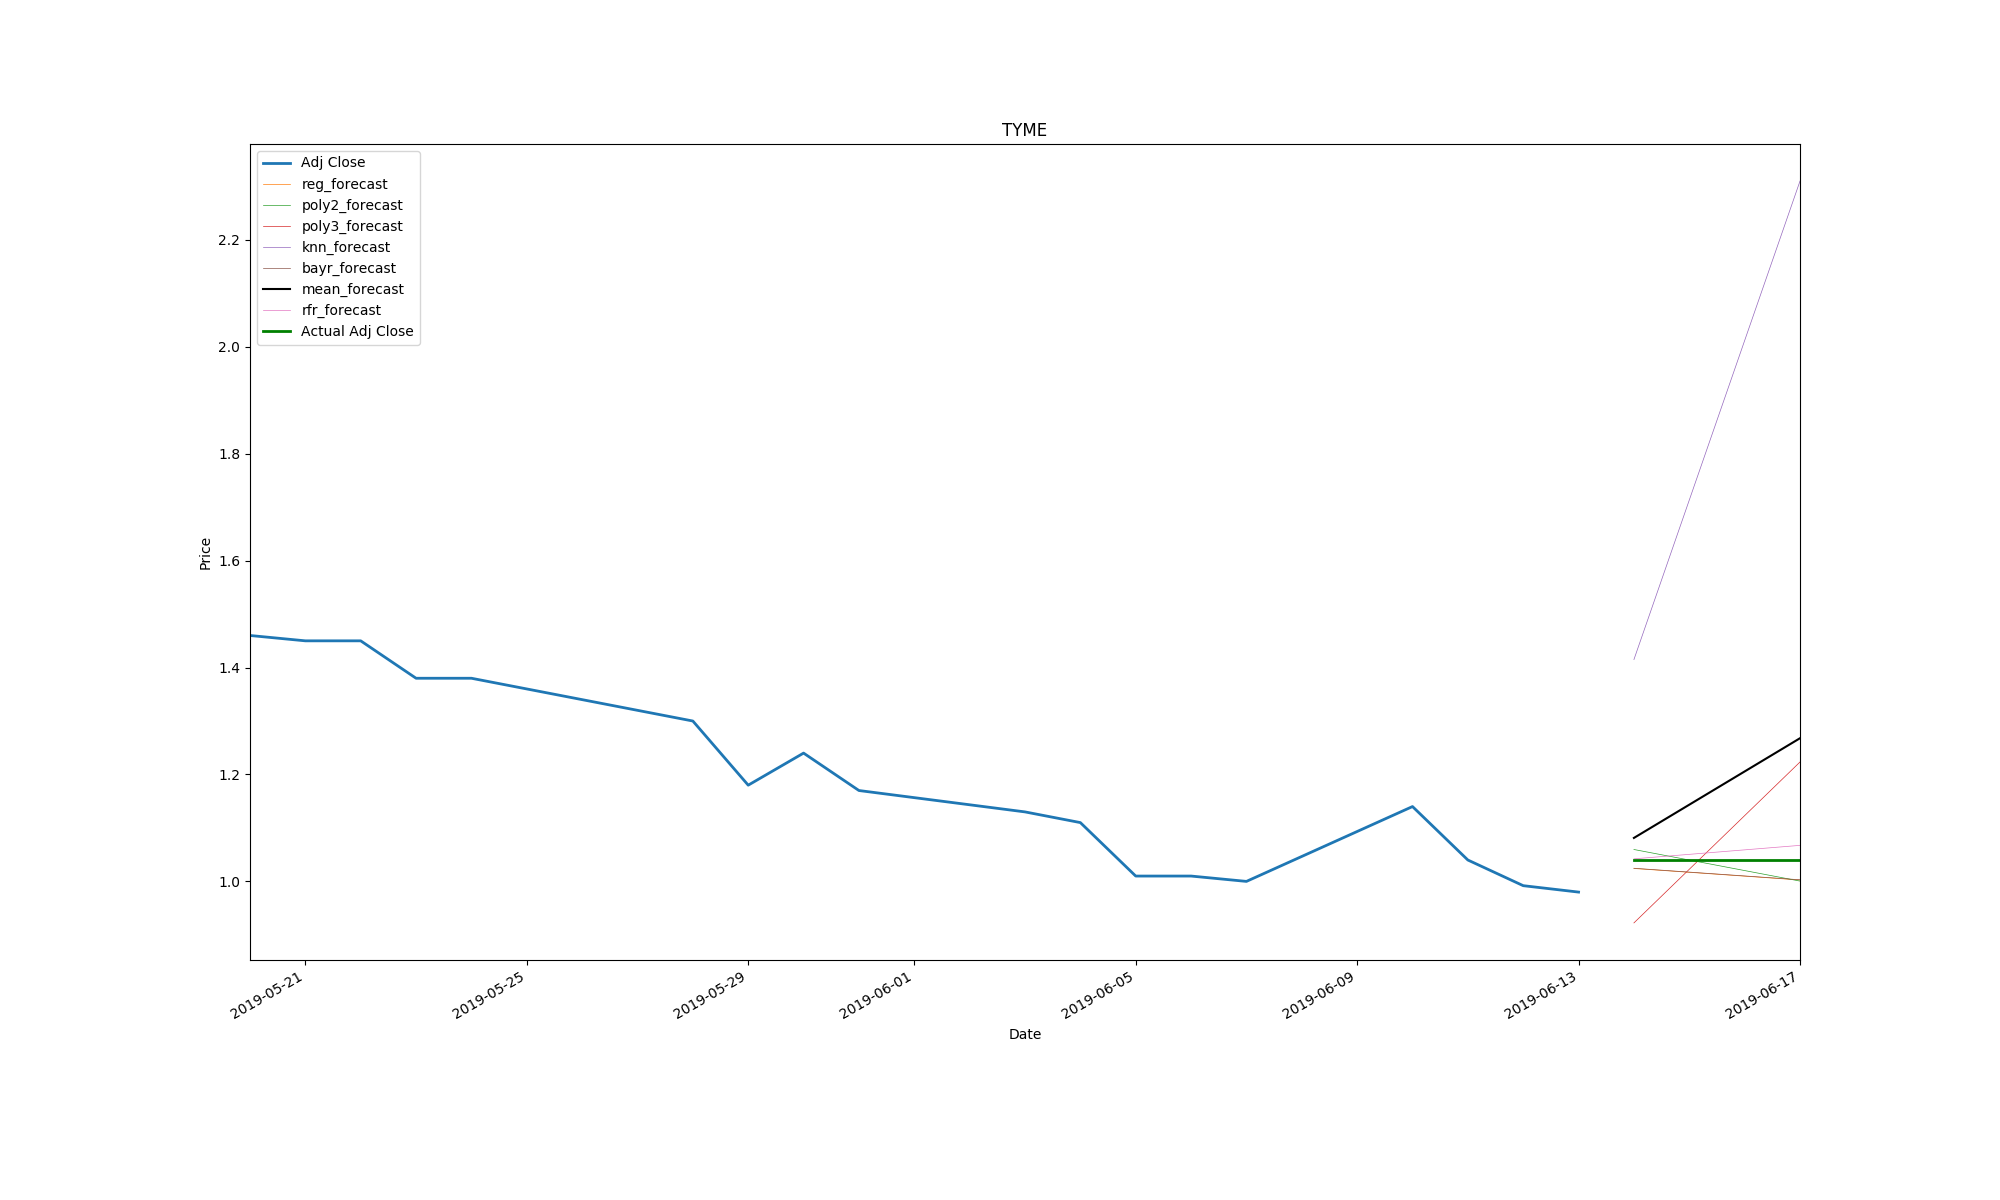 TYME
Adj Close
reg_forecast
poly2_forecast
poly3_forecast
knn_forecast
bayr_forecast
mean_forecast
rfr_forecast
Actual Adj Close
2.2
2.0
1.8
1.6
1.4
1.2
1.0
Price
2019-05-21
2019-05-25
2019-05-29
2019-06-01
2019-06-05
2019-06-09
2019-06-13
2019-06-17
Date